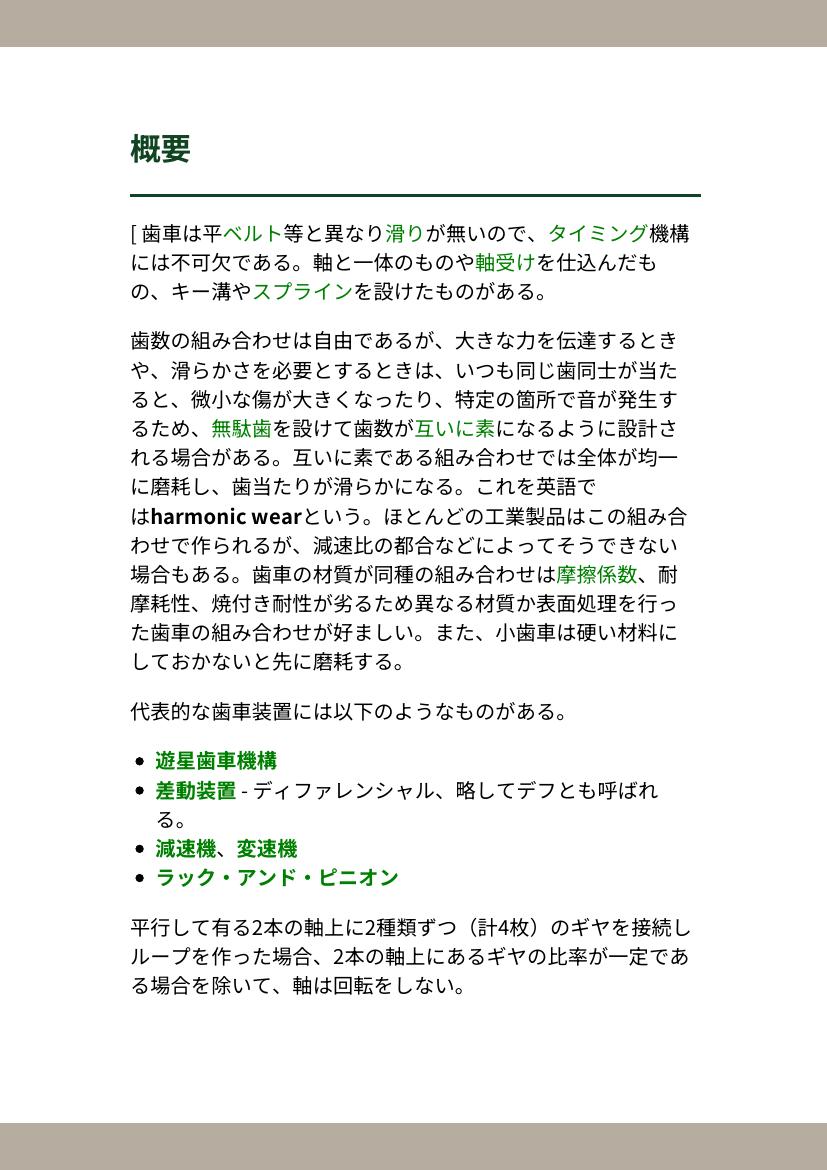 概要
[ 歯車は平ベルト等と異なり滑りが無いので、タイミング機構
には不可欠である。軸と一体のものや軸受けを仕込んだも
の、キー溝やスプラインを設けたものがある。
歯数の組み合わせは自由であるが、大きな力を伝達するとき
や、滑らかさを必要とするときは、いつも同じ歯同士が当た
ると、微小な傷が大きくなったり、特定の箇所で音が発生す
るため、無駄歯を設けて歯数が互いに素になるように設計さ
れる場合がある。互いに素である組み合わせでは全体が均一
に磨耗し、歯当たりが滑らかになる。これを英語で
はharmonic wearという。ほとんどの工業製品はこの組み合
わせで作られるが、減速比の都合などによってそうできない
場合もある。歯車の材質が同種の組み合わせは摩擦係数、耐
摩耗性、焼付き耐性が劣るため異なる材質か表面処理を行っ
た歯車の組み合わせが好ましい。また、小歯車は硬い材料に
しておかないと先に磨耗する。
代表的な歯車装置には以下のようなものがある。
• 遊星歯車機構
• 差動装置 - ディファレンシャル、略してデフとも呼ばれ
る。
• 減速機、変速機
• ラック・アンド・ピニオン
平行して有る2本の軸上に2種類ずつ（計4枚）のギヤを接続し
ループを作った場合、2本の軸上にあるギヤの比率が一定であ
る場合を除いて、軸は回転をしない。